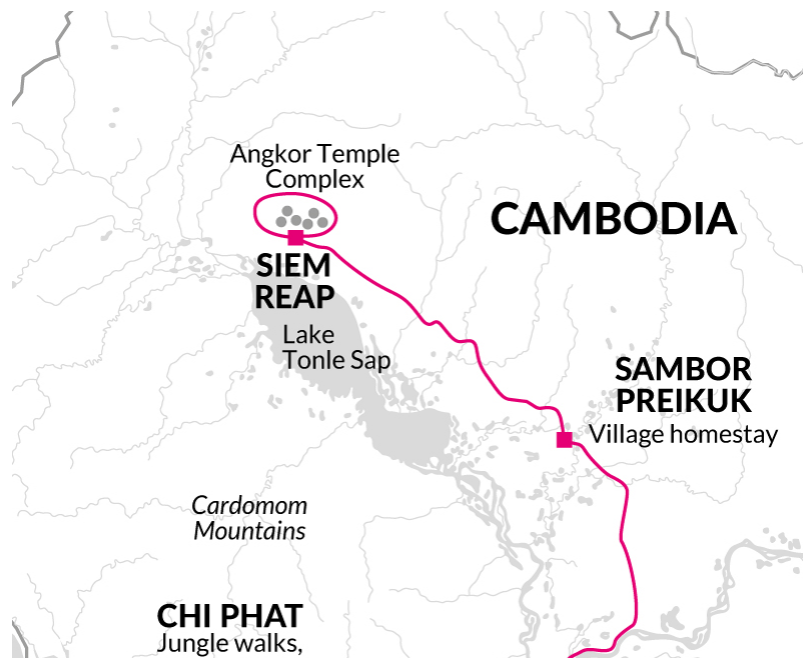 Angkor Temple
Complex
CAMBODIA
SIEM
REAP
Lake
Tonle Sap
SAMBOR
PREIKUK
Village homestay
Cardomom
Mountains
CHI PHAT
Jungle walks,